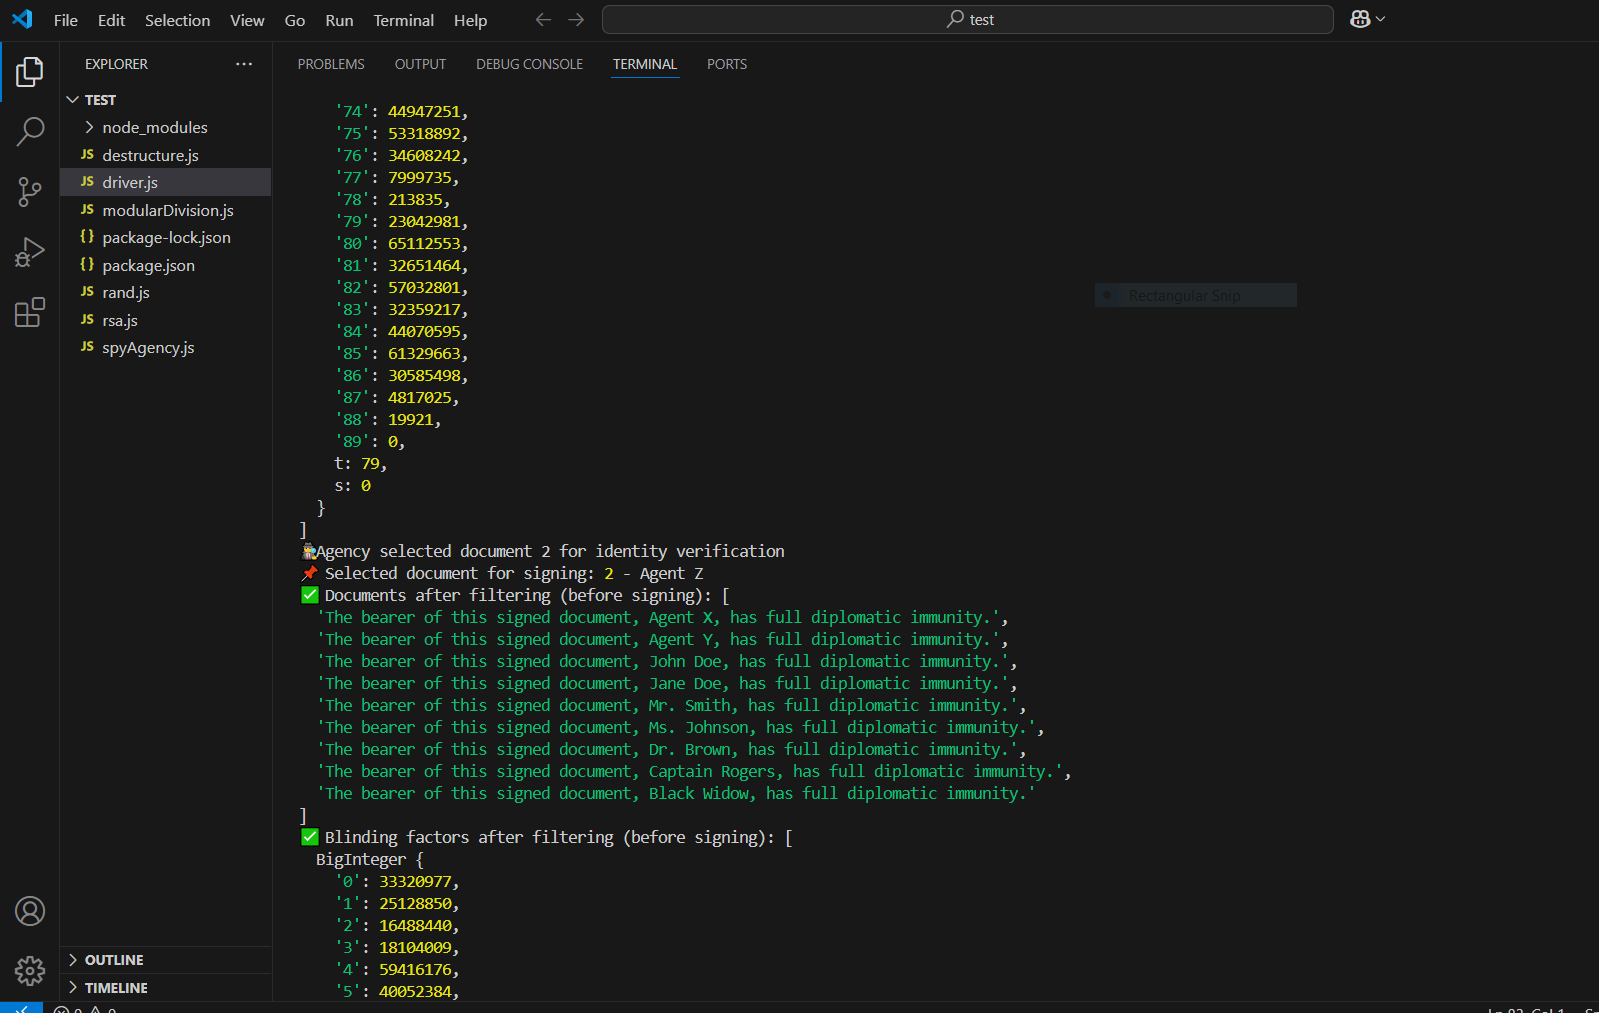 File Edit Selection View Go Run Terminal Help
test
EXPLORER
PROBLEMS OUTPUT DEBUG CONSOLE TERMINAL PORTS
TEST
node_modules
destructure.js
driver.js
modularDivision.js
package-lock.json
package.json
rand.js
rsa.js
spyAgency.js
OUTLINE
TIMELINE
'74': 44947251,
'75': 53318892,
'76': 34608242,
'77': 7999735,
'78': 213835,
'79': 23042981,
'80': 65112553,
'81': 32651464,
'82': 57032801,
'83': 32359217,
'84': 44070595,
'85': 61329663,
'86': 30585498,
'87': 4817025,
'88': 19921,
'89': 0,
t: 79,
s: 0
}
]
Agency selected document 2 for identity verification
Selected document for signing: 2 - Agent Z
Documents after filtering (before signing): [
'The bearer of this signed document, Agent X, has full diplomatic immunity.',
'The bearer of this signed document, Agent Y, has full diplomatic immunity.',
'The bearer of this signed document, John Doe, has full diplomatic immunity.',
'The bearer of this signed document, Jane Doe, has full diplomatic immunity.',
'The bearer of this signed document, Mr. Smith, has full diplomatic immunity.',
'The bearer of this signed document, Ms. Johnson, has full diplomatic immunity.',
'The bearer of this signed document, Dr. Brown, has full diplomatic immunity.',
'The bearer of this signed document, Captain Rogers, has full diplomatic immunity.',
'The bearer of this signed document, Black Widow, has full diplomatic immunity.'
]
Blinding factors after filtering (before signing): [
BigInteger {
'0': 33320977,
'1': 25128850,
'2': 16488440,
'3': 18104009,
'4': 59416176,
'5': 40052384,
Rectangular Snip